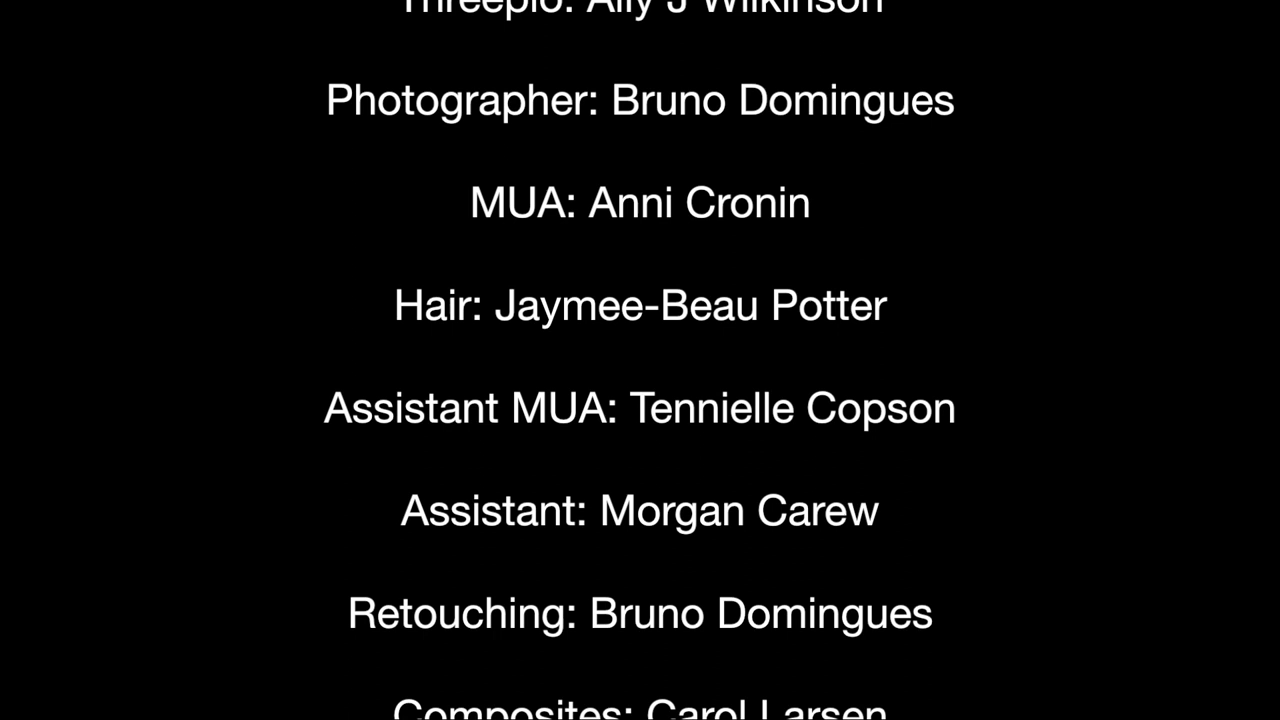 Threepio: Ally J Wilkinson
Photographer: Bruno Domingues
MUA: Anni Cronin
Hair: Jaymee-Beau Potter
Assistant MUA: Tennielle Copson
Assistant: Morgan Carew
Retouching: Bruno Domingues
Composites: Carol Larsen